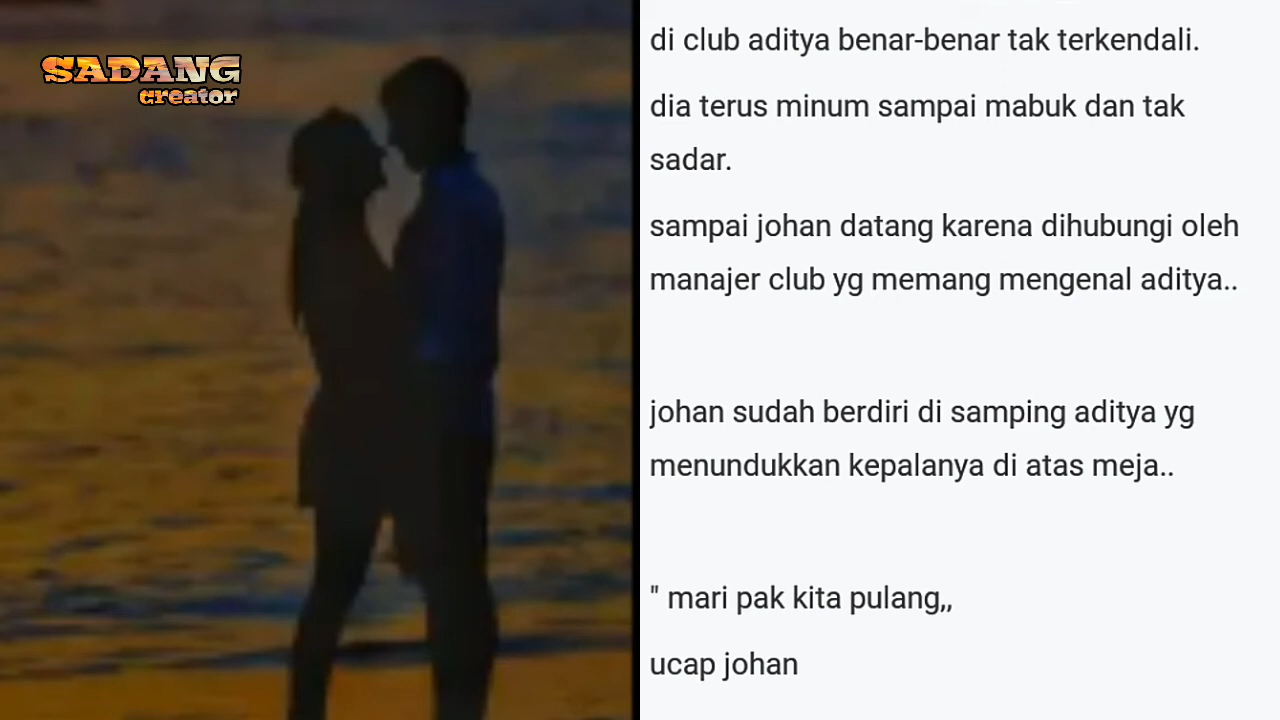 SADANG
creator
di club aditya benar-benar tak terkendali.
dia terus minum sampai mabuk dan tak
sadar.
sampai johan datang karena dihubungi oleh
manajer club yg memang mengenal aditya..
johan sudah berdiri di samping aditya yg
menundukkan kepalanya di atas meja..
" mari pak kita pulang,,
ucap johan